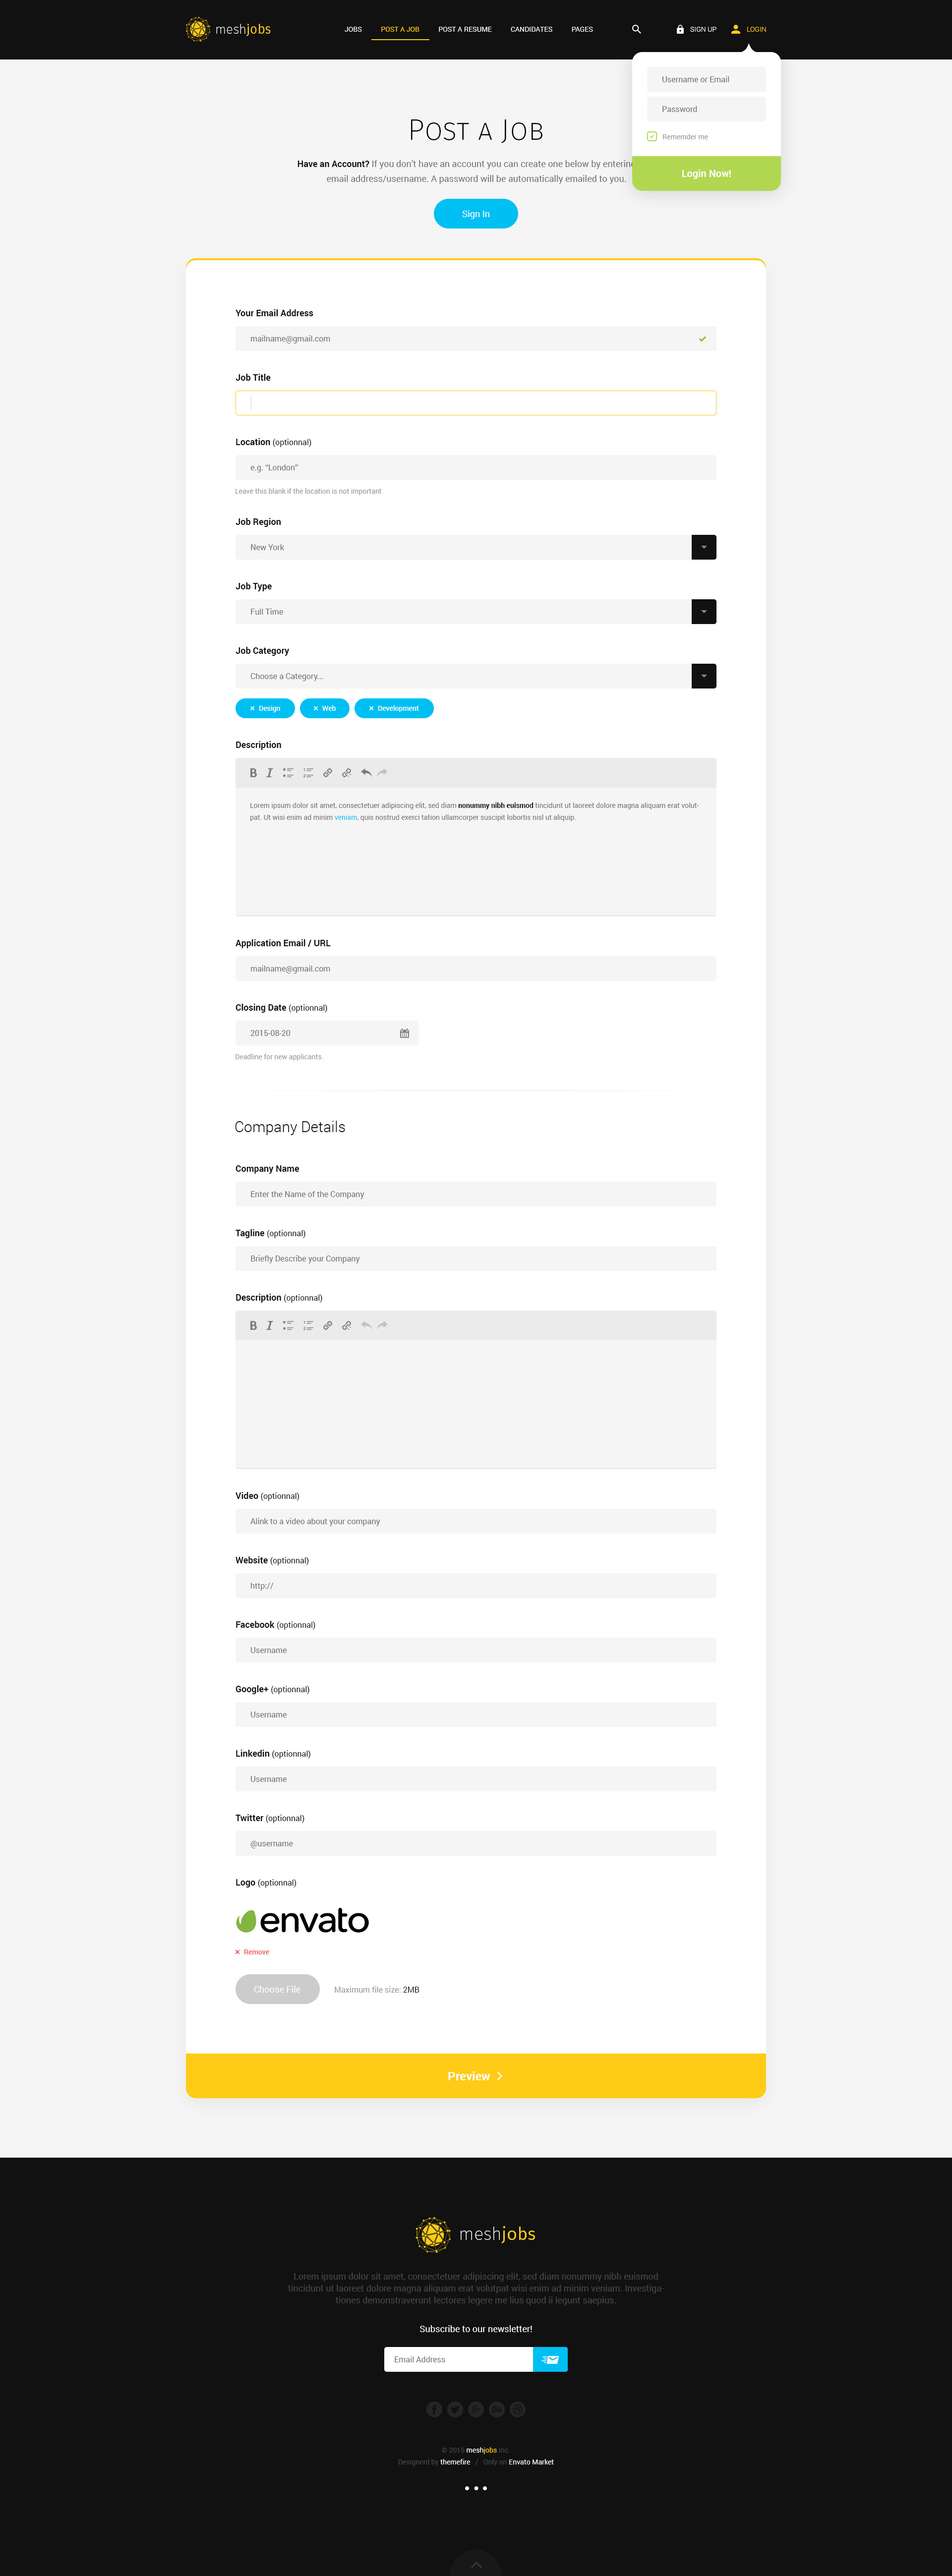 meshjobs
JOBS POST A JOB POST A RESUME CANDIDATES PAGES SIGN UP LOGIN
Username or Email
Password
Rememder me
Login Now!
POST A JOB
Have an Account? If you don't have an account you can create one below by entering
email address/username. A password will be automatically emailed to you.
Sign In
Your Email Address
mailname@gmail.com
Job Title
Location (optionnal)
e.g. "London"
Leave this blank if the location is not important
Job Region
New York
Job Type
Full Time
Job Category
Choose a Category...
Design Web Development
Description
B I
Lorem ipsum dolor sit amet, consectetuer adipiscing elit, sed diam nonummy nibh euismod tincidunt ut laoreet dolore magna aliquam erat volut-
pat. Ut wisi enim ad minim veniam, quis nostrud exerci tation ullamcorper suscipit lobortis nisl ut aliquip.
Application Email / URL
mailname@gmail.com
Closing Date (optionnal)
2015-08-20
Deadline for new applicants.
Company Details
Company Name
Enter the Name of the Company
Tagline (optionnal)
Briefly Describe your Company
Description (optionnal)
B I
Video (optionnal)
Alink to a video about your company
Website (optionnal)
http://
Facebook (optionnal)
Username
Google+ (optionnal)
Username
Linkedin (optionnal)
Username
Twitter (optionnal)
@username
Logo (optionnal)
envato
Remove
Choose File Maximum file size: 2MB
Preview
meshjobs
Lorem ipsum dolor sit amet, consectetuer adipiscing elit, sed diam nonummy nibh euismod
tincidunt ut laoreet dolore magna aliquam erat volutpat wisi enim ad minim veniam. Investiga-
tiones demonstraverunt lectores legere me lius quod ii legunt saepius.
Subscribe to our newsletter!
Email Address
© 2015 meshjobs Inc.
Designerd by themefire / Only on Envato Market